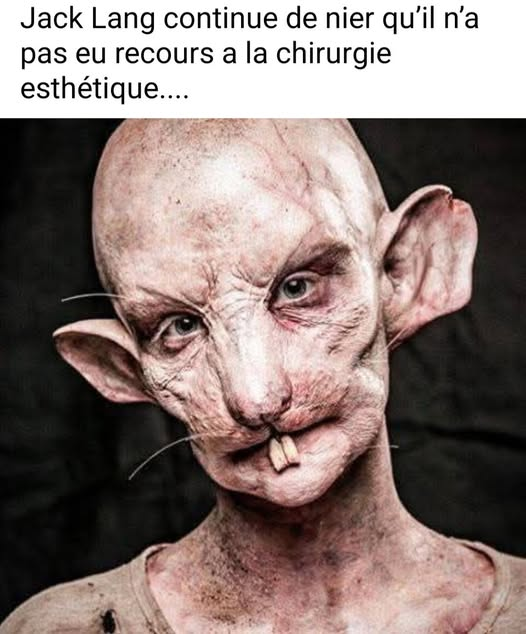 Jack Lang continue de nier qu’il n’a
pas eu recours a la chirurgie
esthétique....